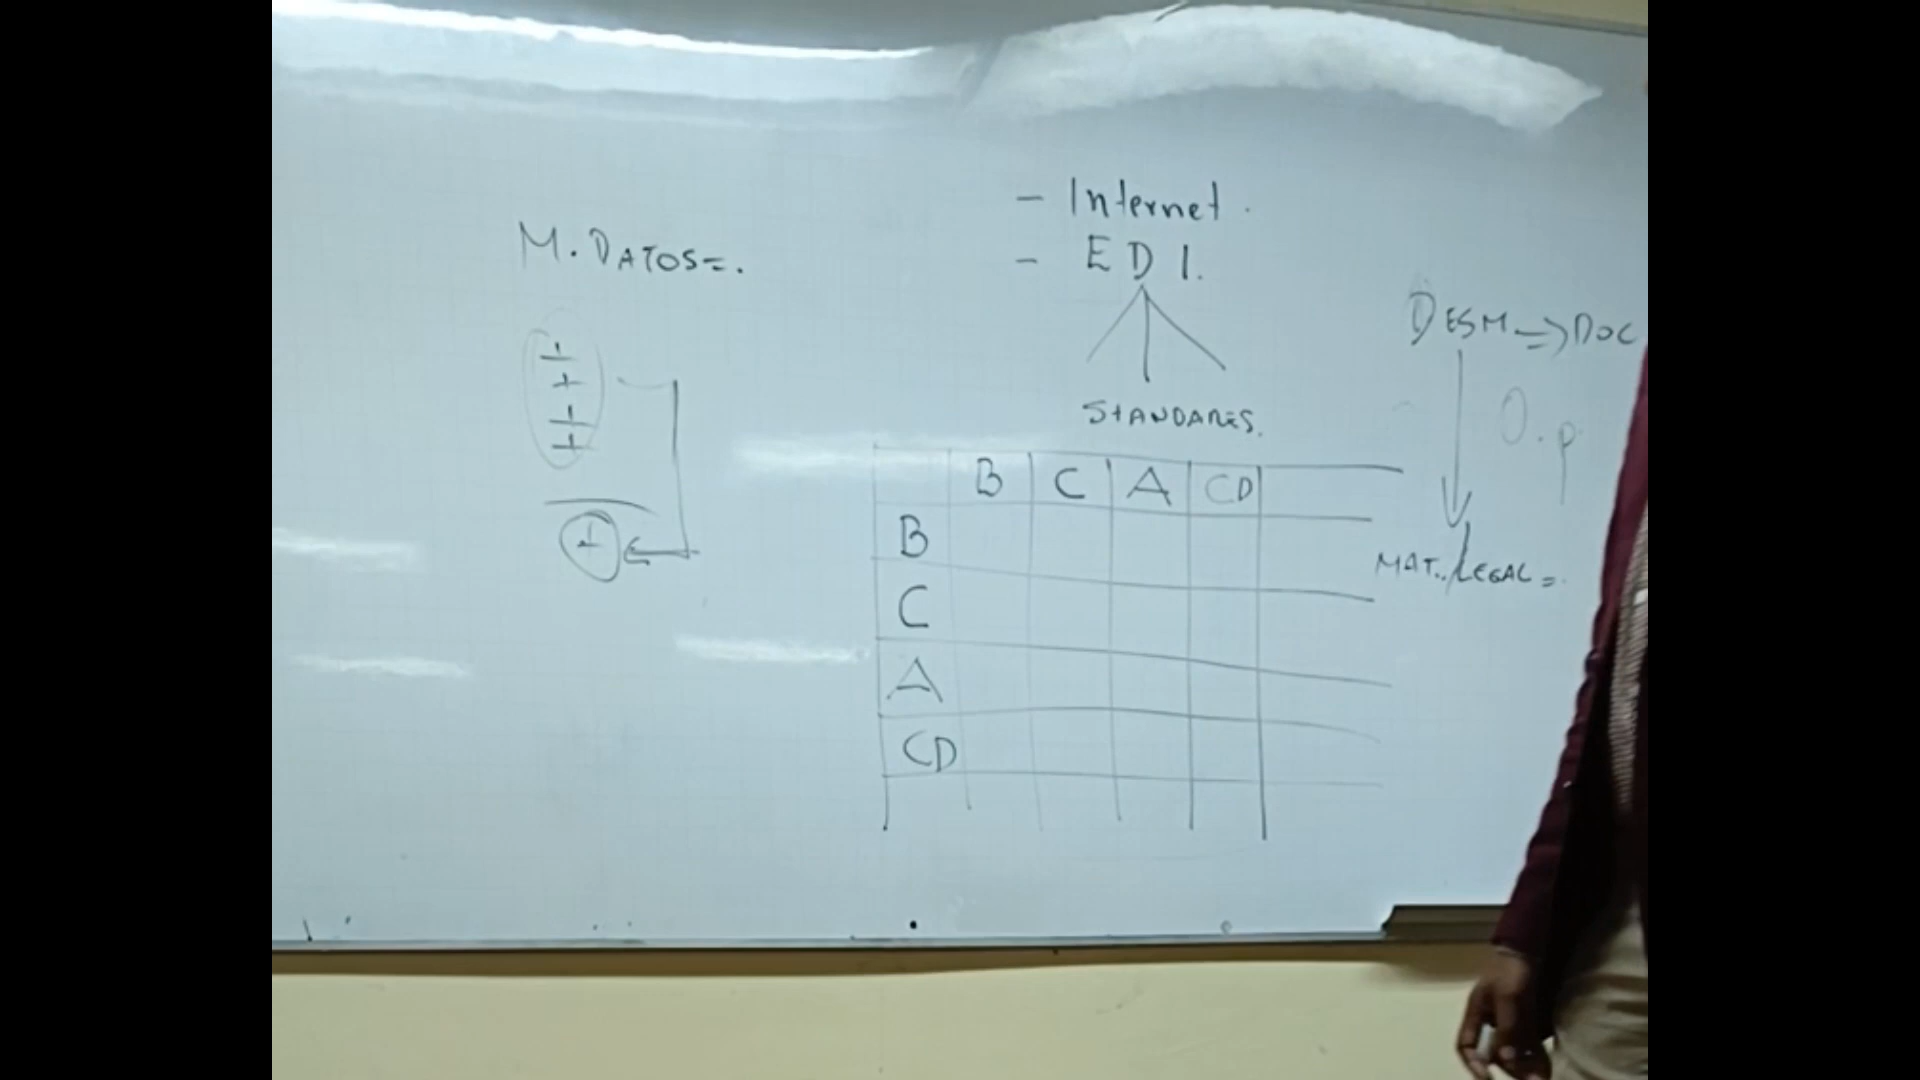 M. DATOS=.
- Internet.
- EDI.
STANDARES.
DESM => DOC
O.p
MAT. LEGAL =.
B C A CD
B
C
A
CD